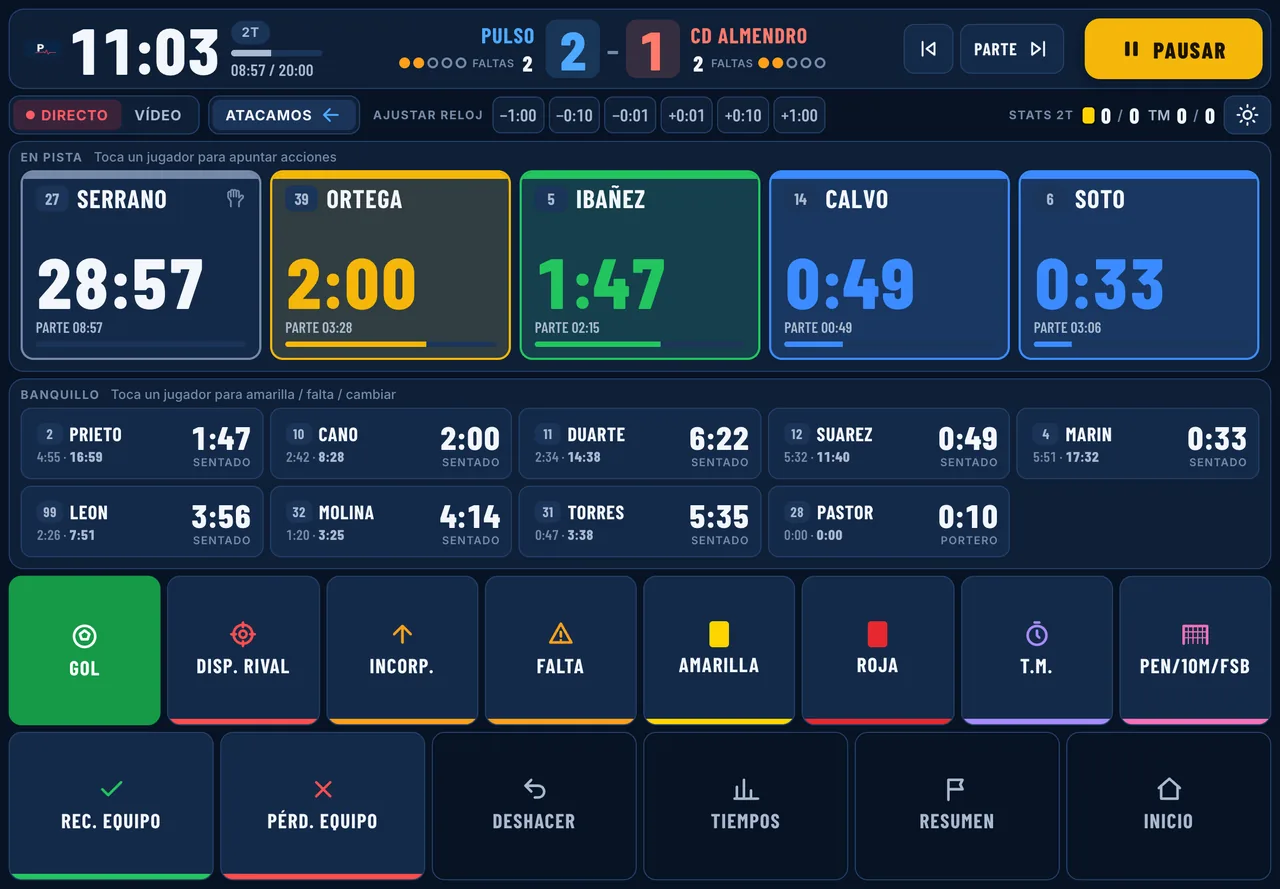 P
11:03
2T
08:57 / 20:00
PULSO
FALTAS 2
2 - 1
CD ALMENDRO
2 FALTAS
PARTE
PAUSAR
DIRECTO
VÍDEO
ATACAMOS
AJUSTAR RELOJ
−1:00
−0:10
−0:01
+0:01
+0:10
+1:00
STATS 2T 0 / 0 TM 0 / 0
EN PISTA Toca un jugador para apuntar acciones
27 SERRANO
28:57
PARTE 08:57
39 ORTEGA
2:00
PARTE 03:28
5 IBAÑEZ
1:47
PARTE 02:15
14 CALVO
0:49
PARTE 00:49
6 SOTO
0:33
PARTE 03:06
BANQUILLO Toca un jugador para amarilla / falta / cambiar
2 PRIETO 1:47
4:55 · 16:59 SENTADO
10 CANO 2:00
2:42 · 8:28 SENTADO
11 DUARTE 6:22
2:34 · 14:38 SENTADO
12 SUAREZ 0:49
5:32 · 11:40 SENTADO
4 MARIN 0:33
5:51 · 17:32 SENTADO
99 LEON 3:56
2:26 · 7:51 SENTADO
32 MOLINA 4:14
1:20 · 3:25 SENTADO
31 TORRES 5:35
0:47 · 3:38 SENTADO
28 PASTOR 0:10
0:00 · 0:00 PORTERO
GOL
DISP. RIVAL
INCORP.
FALTA
AMARILLA
ROJA
T.M.
PEN/10M/FSB
REC. EQUIPO
PÉRD. EQUIPO
DESHACER
TIEMPOS
RESUMEN
INICIO